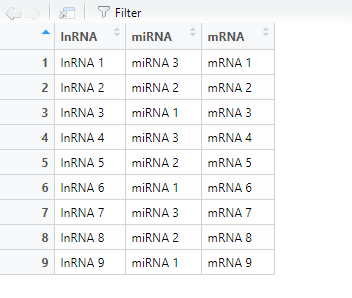 Filter
lnRNA miRNA mRNA
1 lnRNA 1 miRNA 3 mRNA 1
2 lnRNA 2 miRNA 2 mRNA 2
3 lnRNA 3 miRNA 1 mRNA 3
4 lnRNA 4 miRNA 3 mRNA 4
5 lnRNA 5 miRNA 2 mRNA 5
6 lnRNA 6 miRNA 1 mRNA 6
7 lnRNA 7 miRNA 3 mRNA 7
8 lnRNA 8 miRNA 2 mRNA 8
9 lnRNA 9 miRNA 1 mRNA 9